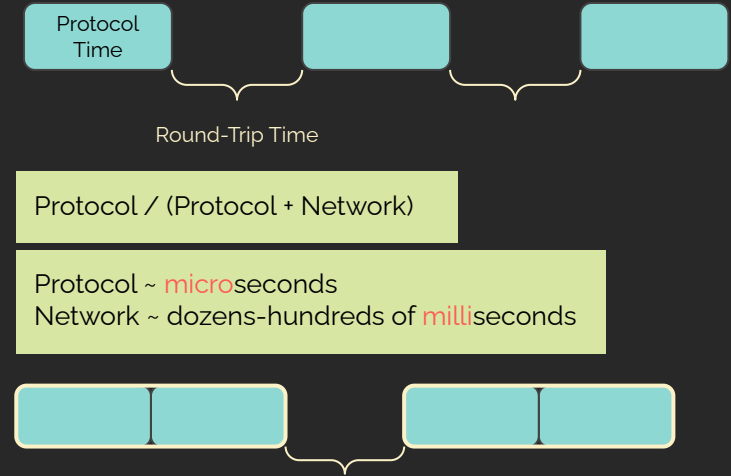 Protocol
Time
Round-Trip Time
Protocol / (Protocol + Network)
Protocol ~ microseconds
Network ~ dozens-hundreds of milliseconds